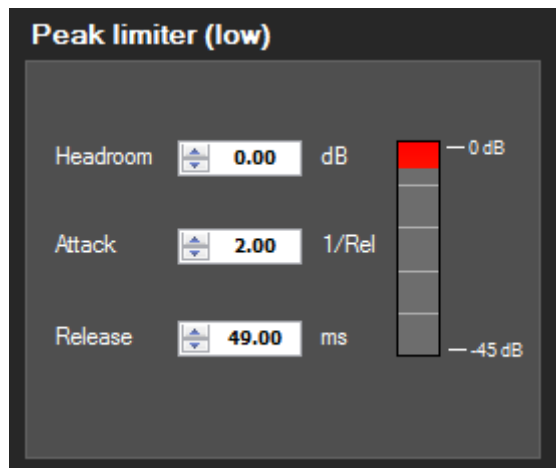 Peak limiter (low)
Headroom 0.00 dB
0 dB
Attack 2.00 1/Rel
Release 49.00 ms
-45 dB